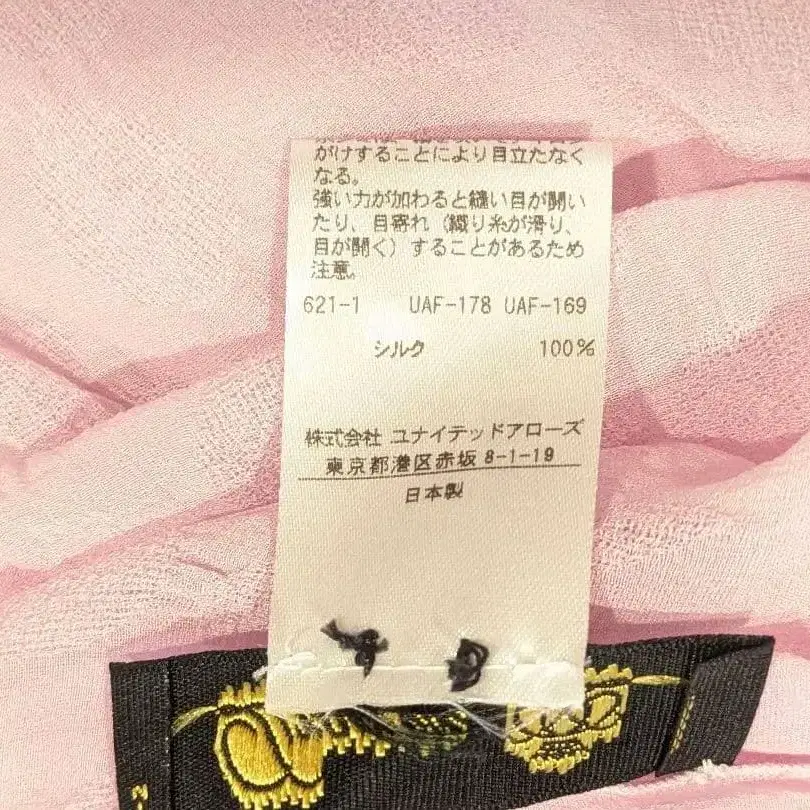 がけすることにより目立たなく
なる。
強い力が加わると縫い目が開い
たり、目寄れ（織り糸が滑り、
目が開く）することがあるため
注意。
621-1 UAF-178 UAF-169
シルク 100%
株式会社 ユナイテッドアローズ
東京都港区赤坂 8-1-19
日本製